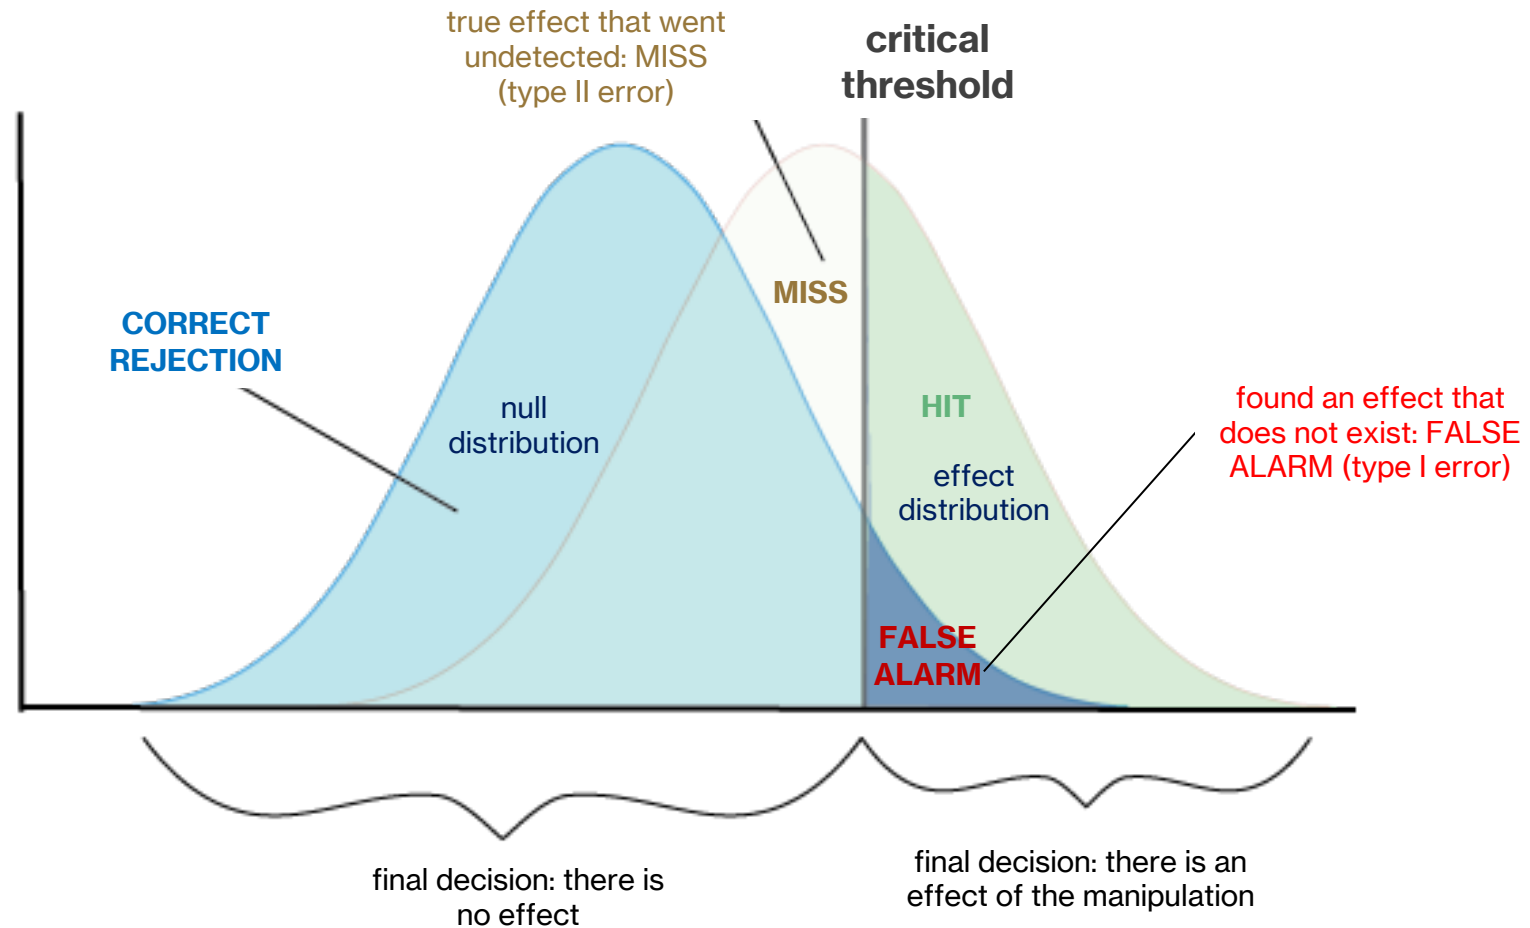 true effect that went
undetected: MISS
(type II error)
critical
threshold
MISS
CORRECT
REJECTION
null
distribution
HIT
effect
distribution
found an effect that
does not exist: FALSE
ALARM (type I error)
FALSE
ALARM
final decision: there is
no effect
final decision: there is an
effect of the manipulation